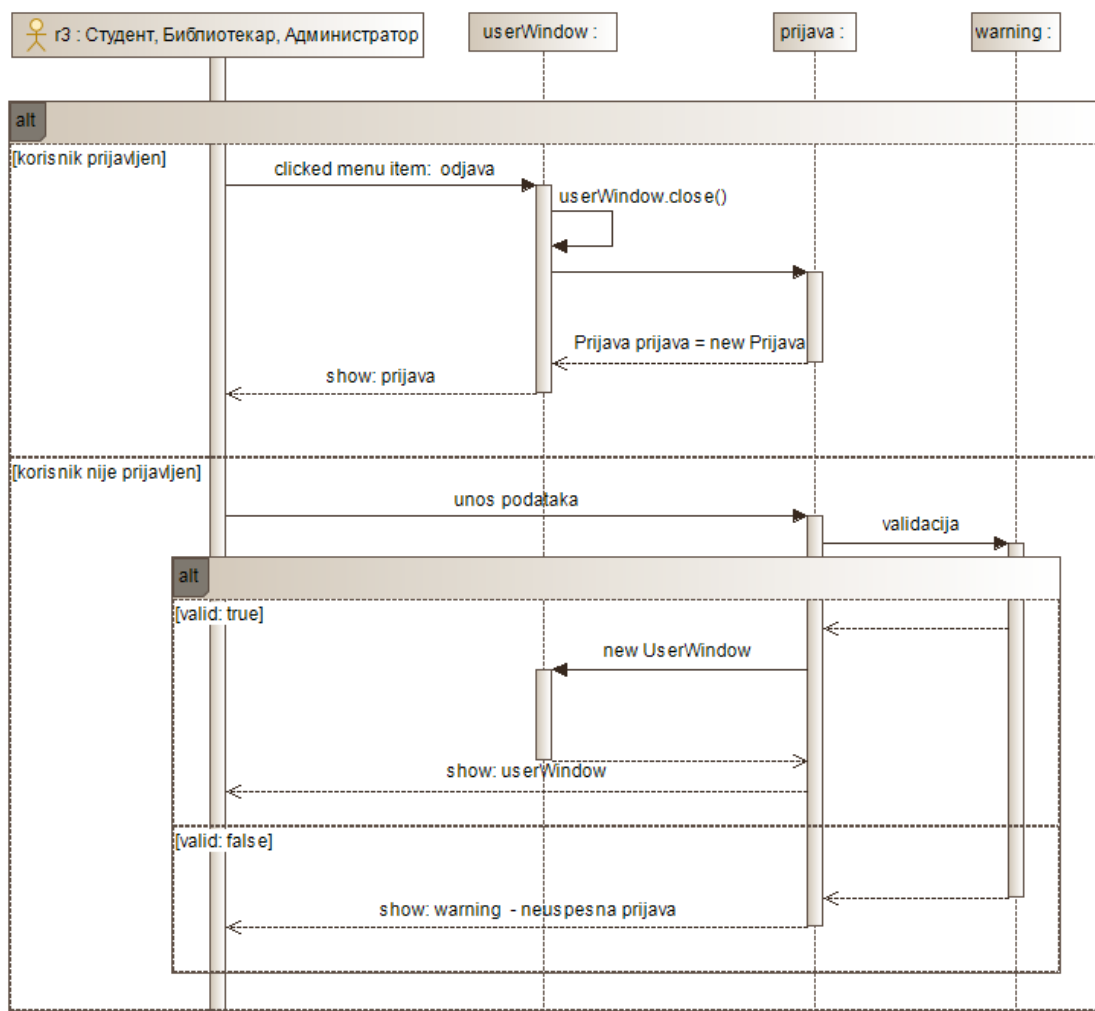 r3 : Студент, Библиотекар, Администратор
userWindow :
prijava :
warning :
alt
[korisnik prijavljen]
clicked menu item: odjava
userWindow.close()
Prijava prijava = new Prijava
show: prijava
[korisnik nije prijavljen]
unos podataka
validacija
alt
[valid: true]
new UserWindow
show: userWindow
[valid: false]
show: warning - neuspesna prijava